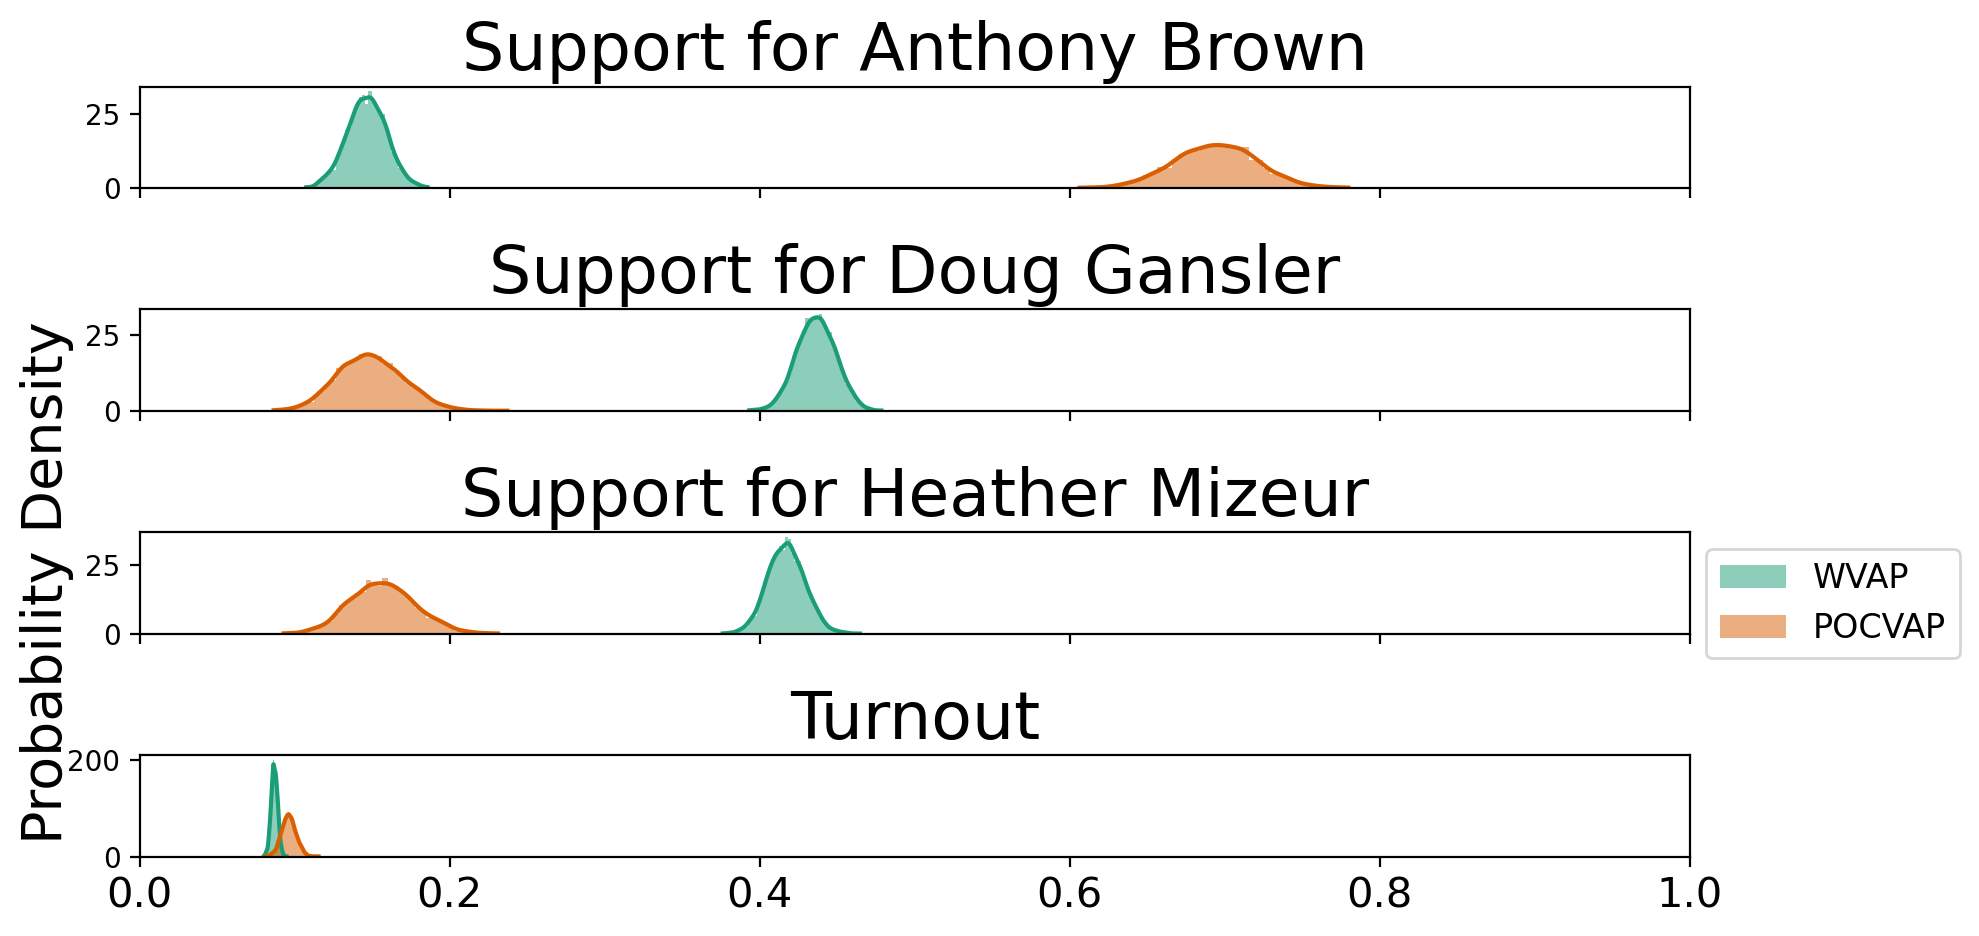 Support for Anthony Brown
25
0
Support for Doug Gansler
25
0
Support for Heather Mizeur
25
0
Turnout
200
0
0.0 0.2 0.4 0.6 0.8 1.0
Probability Density
WVAP
POCVAP